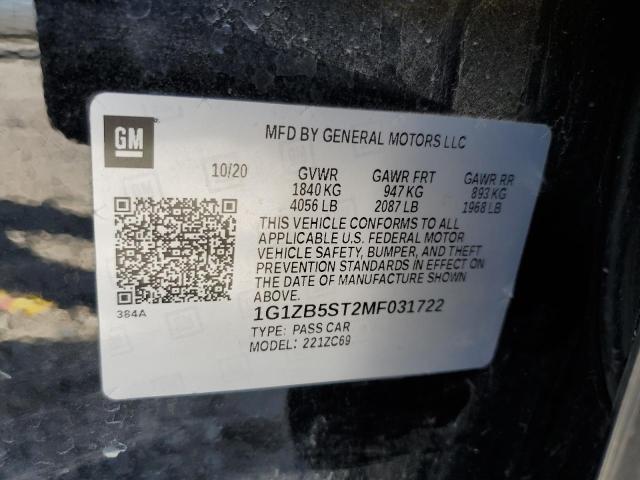 GM
MFD BY GENERAL MOTORS LLC
10/20 GVWR GAWR FRT GAWR RR
1840 KG 947 KG 893 KG
4056 LB 2087 LB 1968 LB
THIS VEHICLE CONFORMS TO ALL
APPLICABLE U.S. FEDERAL MOTOR
VEHICLE SAFETY, BUMPER, AND THEFT
PREVENTION STANDARDS IN EFFECT ON
THE DATE OF MANUFACTURE SHOWN
ABOVE.
384A
1G1ZB5ST2MF031722
TYPE: PASS CAR
MODEL: 221ZC69